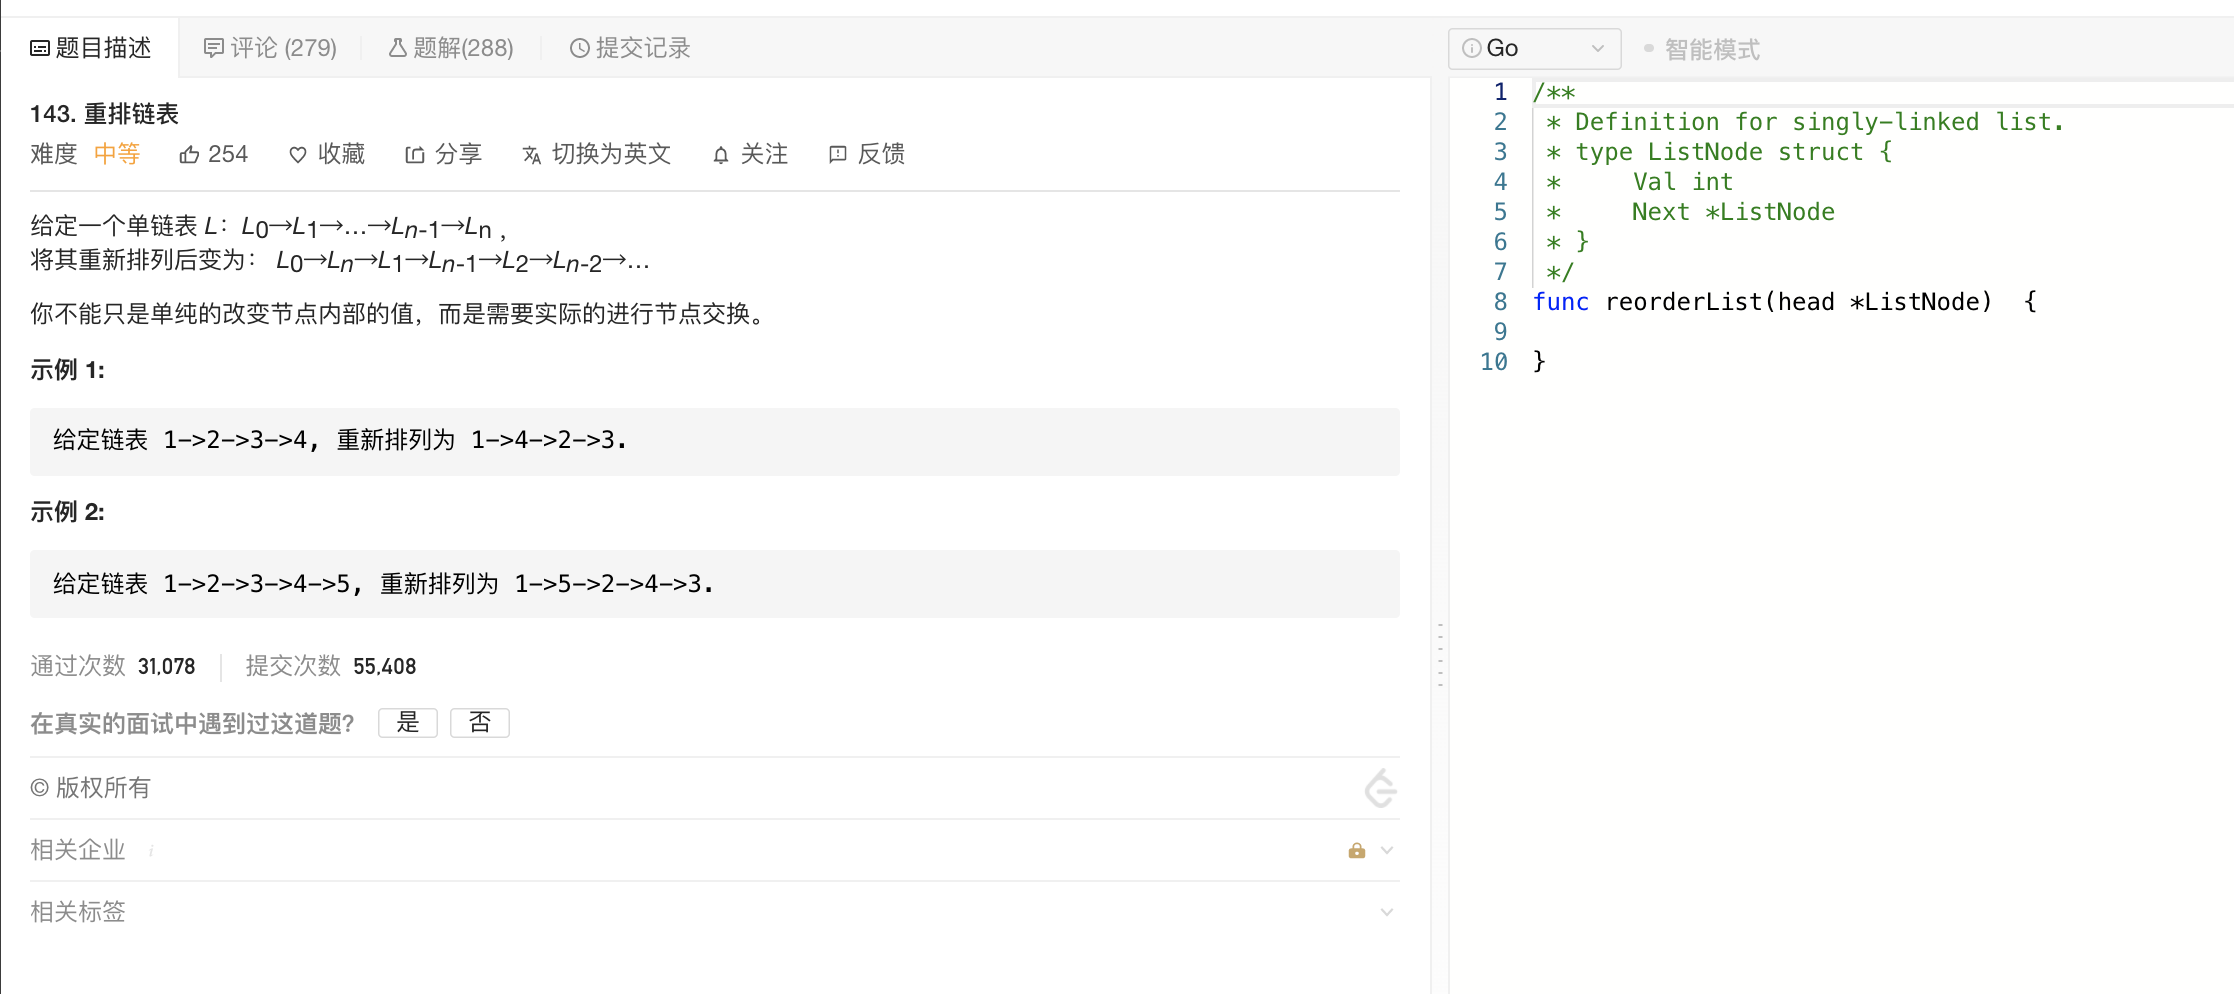 题目描述 评论 (279) 题解(288) 提交记录
143. 重排链表
难度 中等 254 收藏 分享 切换为英文 关注 反馈
给定一个单链表 L：L0→L1→…→Ln-1→Ln ，
将其重新排列后变为： L0→Ln→L1→Ln-1→L2→Ln-2→…
你不能只是单纯的改变节点内部的值，而是需要实际的进行节点交换。
示例 1:
给定链表 1->2->3->4, 重新排列为 1->4->2->3.
示例 2:
给定链表 1->2->3->4->5, 重新排列为 1->5->2->4->3.
通过次数 31,078 提交次数 55,408
在真实的面试中遇到过这道题? 是 否
© 版权所有
相关企业 i
相关标签
Go 智能模式
1 /**
2 * Definition for singly-linked list.
3 * type ListNode struct {
4 *     Val int
5 *     Next *ListNode
6 * }
7 */
8 func reorderList(head *ListNode)  {
9
10 }